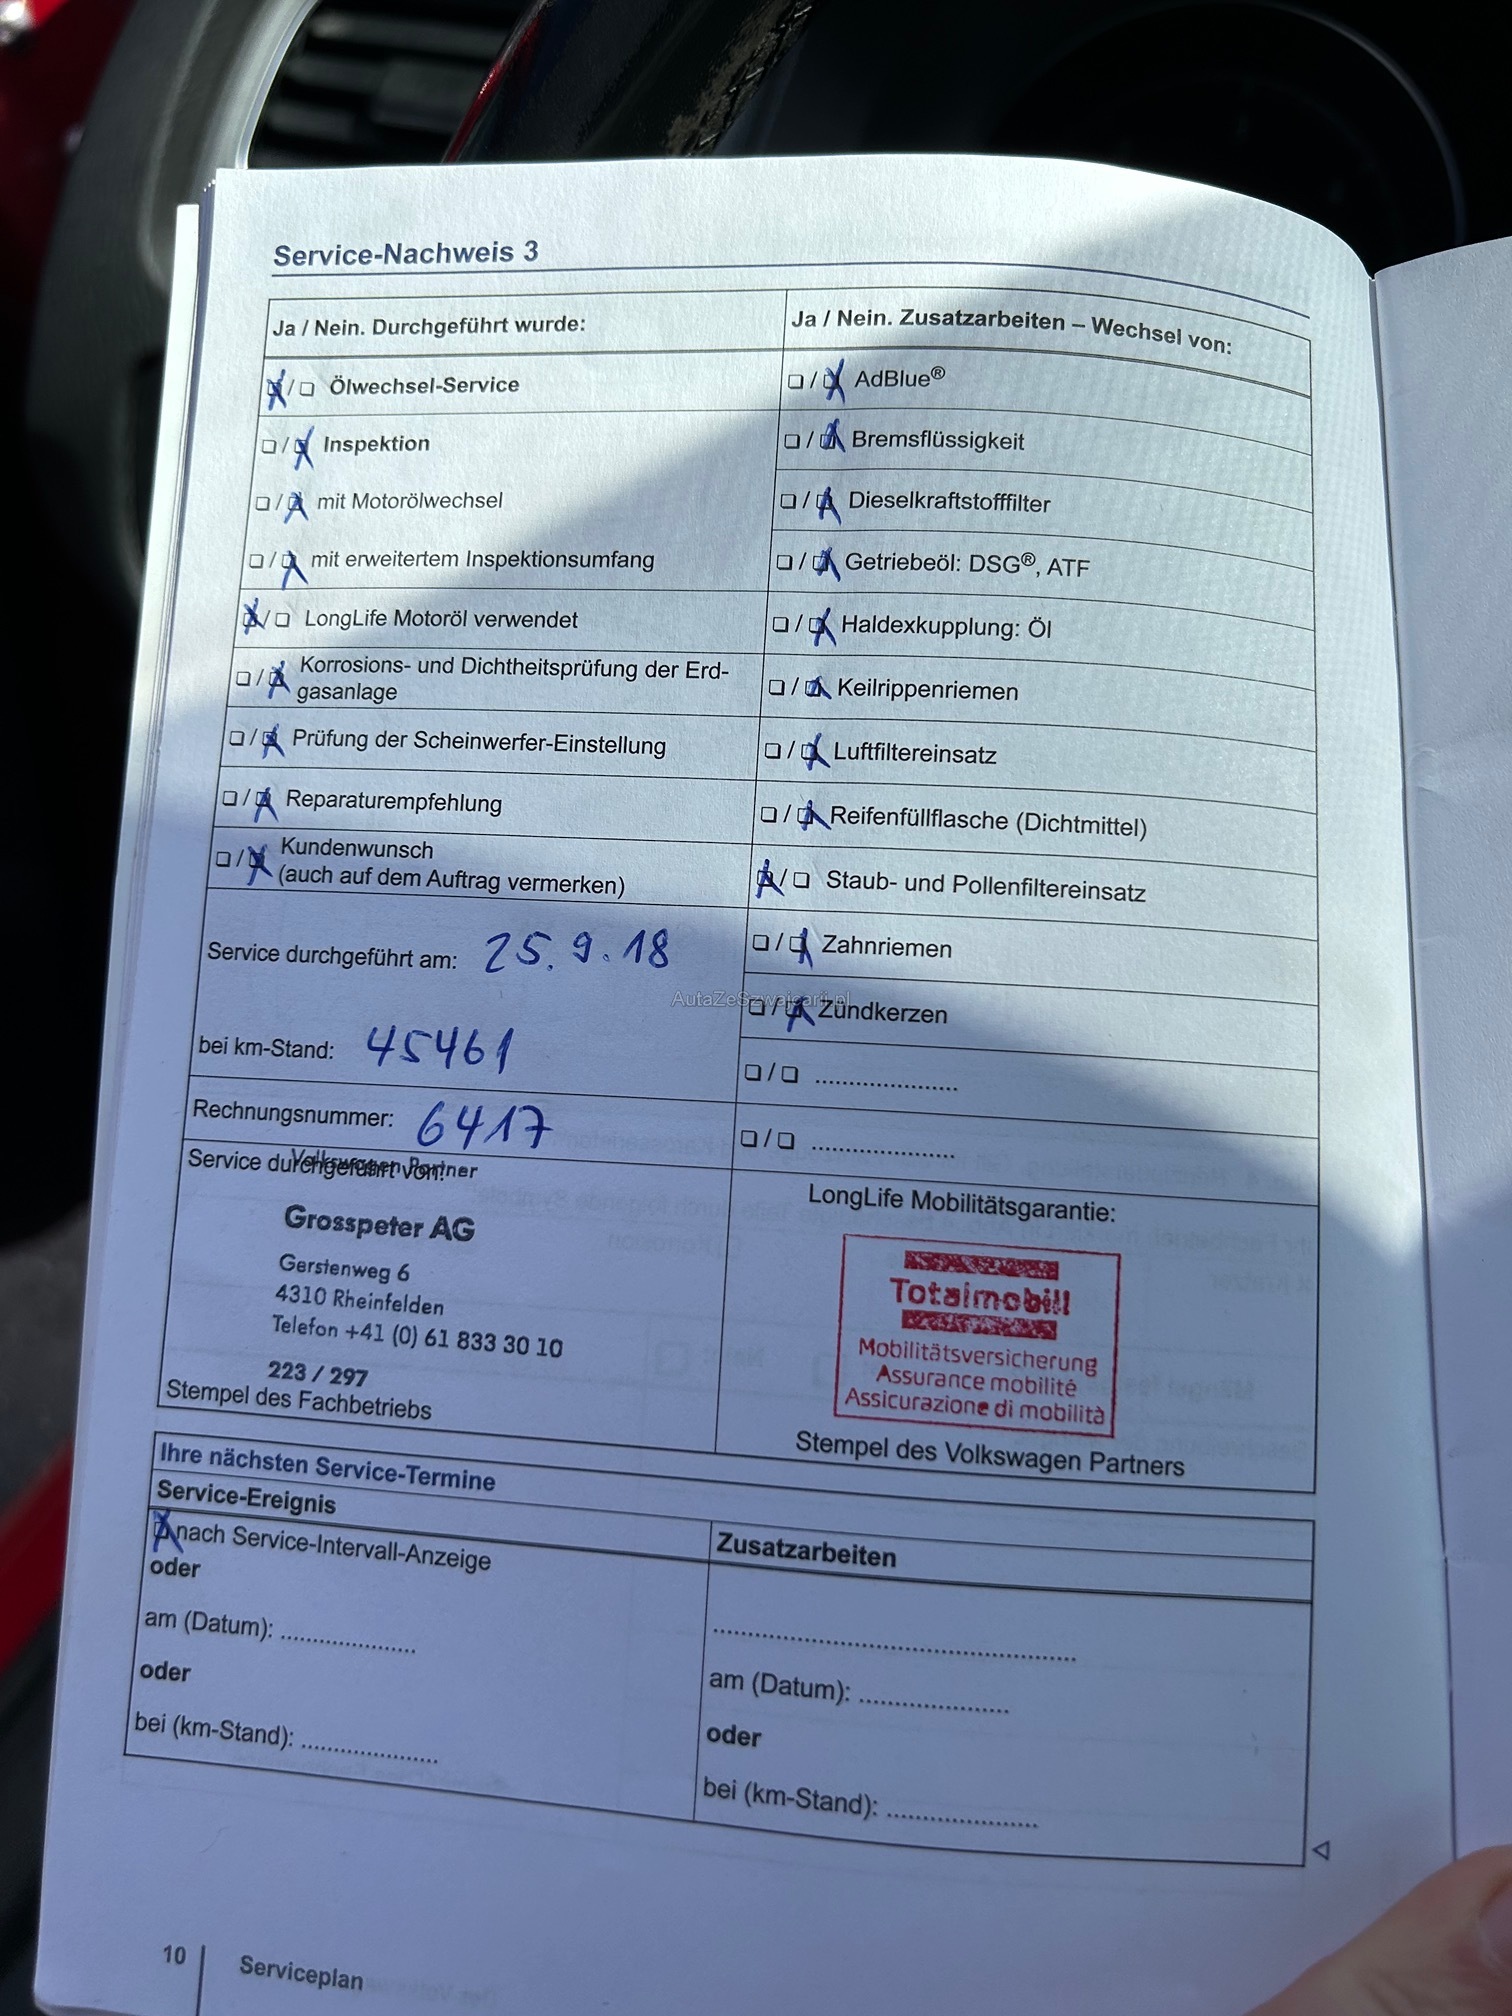 Service-Nachweis 3
Ja / Nein. Durchgeführt wurde:
☒/☐ Ölwechsel-Service
☐/☒ Inspektion
☐/☒ mit Motorölwechsel
☐/☒ mit erweitertem Inspektionsumfang
☒/☐ LongLife Motoröl verwendet
☐/☒ Korrosions- und Dichtheitsprüfung der Erd-
gasanlage
☐/☒ Prüfung der Scheinwerfer-Einstellung
☐/☒ Reparaturempfehlung
☐/☒ Kundenwunsch
(auch auf dem Auftrag vermerken)
Service durchgeführt am: 25.9.18
bei km-Stand: 45461
Rechnungsnummer: 6417
Service durchgeführt von:
Volkswagen Partner
Grosspeter AG
Gerstenweg 6
4310 Rheinfelden
Telefon +41 (0) 61 833 30 10
223 / 297
Stempel des Fachbetriebs
Ja / Nein. Zusatzarbeiten – Wechsel von:
☐/☒ AdBlue®
☐/☒ Bremsflüssigkeit
☐/☒ Dieselkraftstofffilter
☐/☒ Getriebeöl: DSG®, ATF
☐/☒ Haldexkupplung: Öl
☐/☒ Keilrippenriemen
☐/☒ Luftfiltereinsatz
☐/☒ Reifenfüllflasche (Dichtmittel)
☒/☐ Staub- und Pollenfiltereinsatz
☐/☒ Zahnriemen
AutaZeSzwajcarii.pl
☐/☒ Zündkerzen
☐/☐ ......................
☐/☐ ......................
LongLife Mobilitätsgarantie:
Totalmobil!
Mobilitätsversicherung
Assurance mobilité
Assicurazione di mobilità
Stempel des Volkswagen Partners
Ihre nächsten Service-Termine
Service-Ereignis
☒ nach Service-Intervall-Anzeige
oder
am (Datum): .....................
oder
bei (km-Stand): .....................
Zusatzarbeiten
........................................................
am (Datum): .......................
oder
bei (km-Stand): .......................
10
Serviceplan